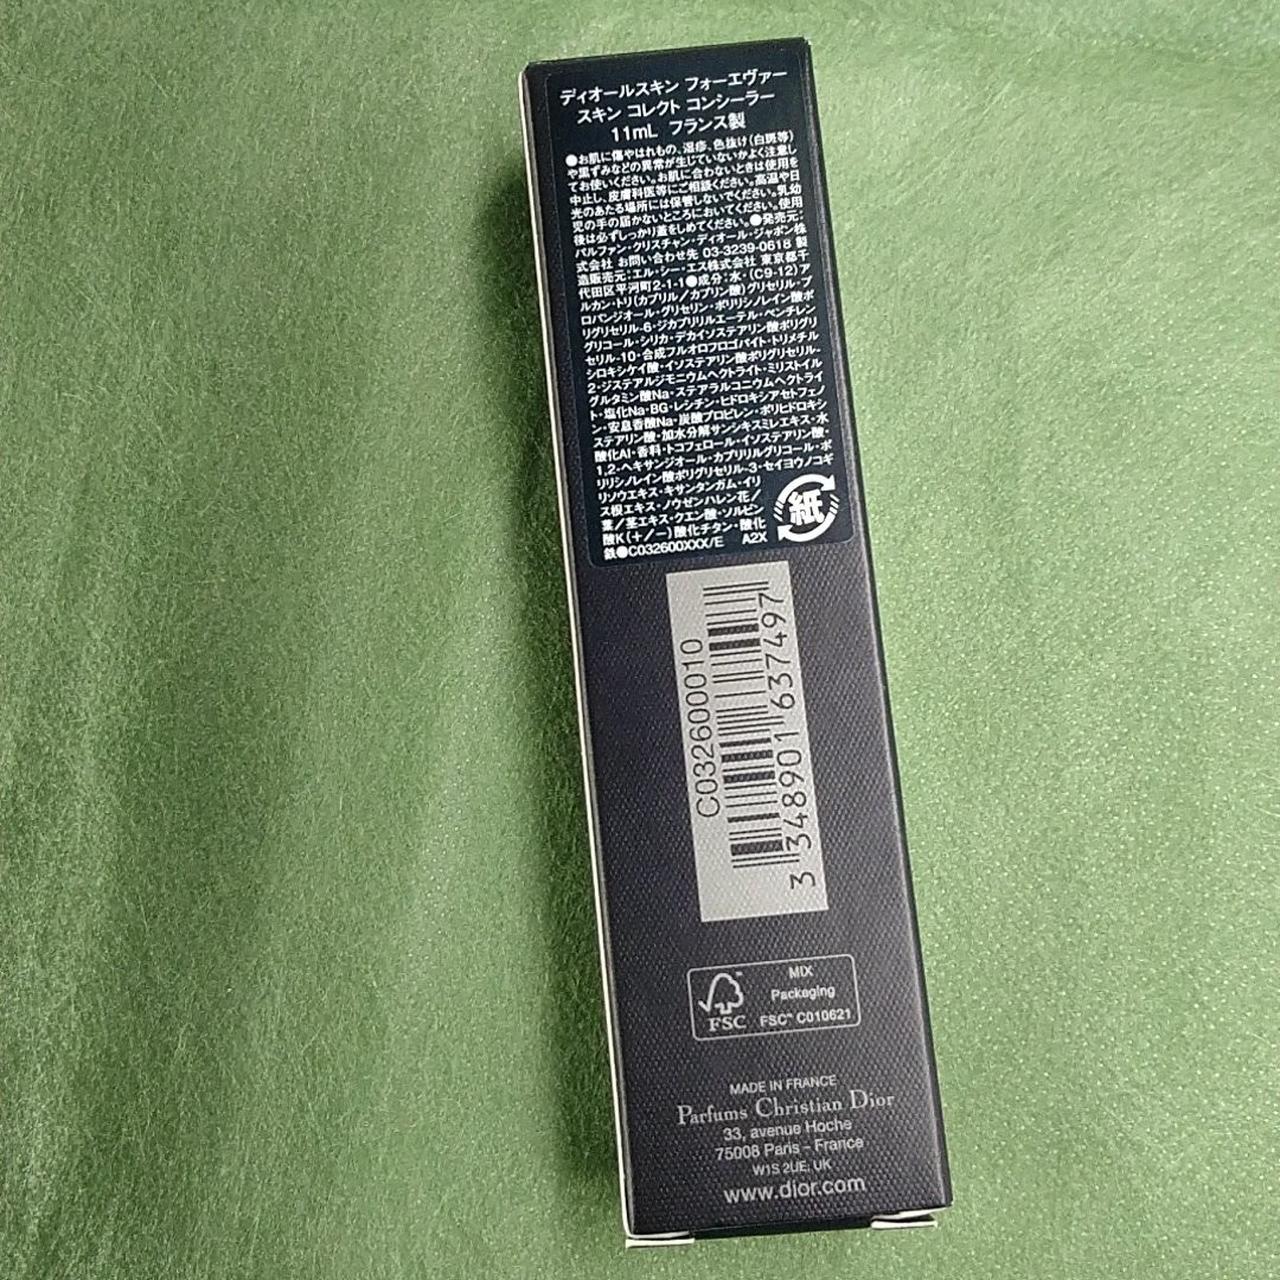 ディオールスキン フォーエヴァー
スキン コレクト コンシーラー
11mL フランス製
●お肌に傷やはれもの、湿疹、色抜け(白斑等)
や黒ずみなどの異常が生じていないかよく注意し
てお使いください。お肌に合わないときは使用を
中止し、皮膚科医等にご相談ください。高温や日
光のあたる場所には保管しないでください。乳幼
児の手の届かないところにおいてください。使用
後は必ずしっかり蓋をしめてください。●発売元:
パルファン・クリスチャン・ディオール・ジャポン株
式会社 お問い合わせ先 03-3239-0618 製
造販売元:エル・シー・エス株式会社 東京都千
代田区平河町2-1-1●成分:水・(C9-12)ア
ルカン・トリ(カプリル/カプリン酸)グリセリル・プ
ロパンジオール・グリセリン・ポリリシノレイン酸ポ
リグリセリル-6・ジカプリリルエーテル・ペンチレン
グリコール・シリカ・デカイソステアリン酸ポリグリ
セリル-10・合成フルオロフロゴパイト・トリメチル
シロキシケイ酸・イソステアリン酸ポリグリセリル-
2・ジステアルジモニウムヘクトライト・ミリストイル
グルタミン酸Na・ステアラルコニウムヘクトライ
ト・塩化Na・BG・レシチン・ヒドロキシアセトフェノ
ン・安息香酸Na・炭酸プロピレン・ポリヒドロキシ
ステアリン酸・加水分解サンシキスミレエキス・水
酸化Al・香料・トコフェロール・イソステアリン酸・
1,2-ヘキサンジオール・カプリリルグリコール・ポ
リリシノレイン酸ポリグリセリル-3・セイヨウノコギ
リソウエキス・キサンタンガム・イリ
ス根エキス・ノウゼンハレン花/
葉/茎エキス・クエン酸・ソルビン
酸K(+/-)酸化チタン・酸化
鉄●C032600XXX/E A2X
紙
C032600010
3 348901 637497
FSC™
MIX
Packaging
FSC™ C010621
MADE IN FRANCE
Parfums Christian Dior
33, avenue Hoche
75008 Paris - France
W1S 2UE, UK
www.dior.com